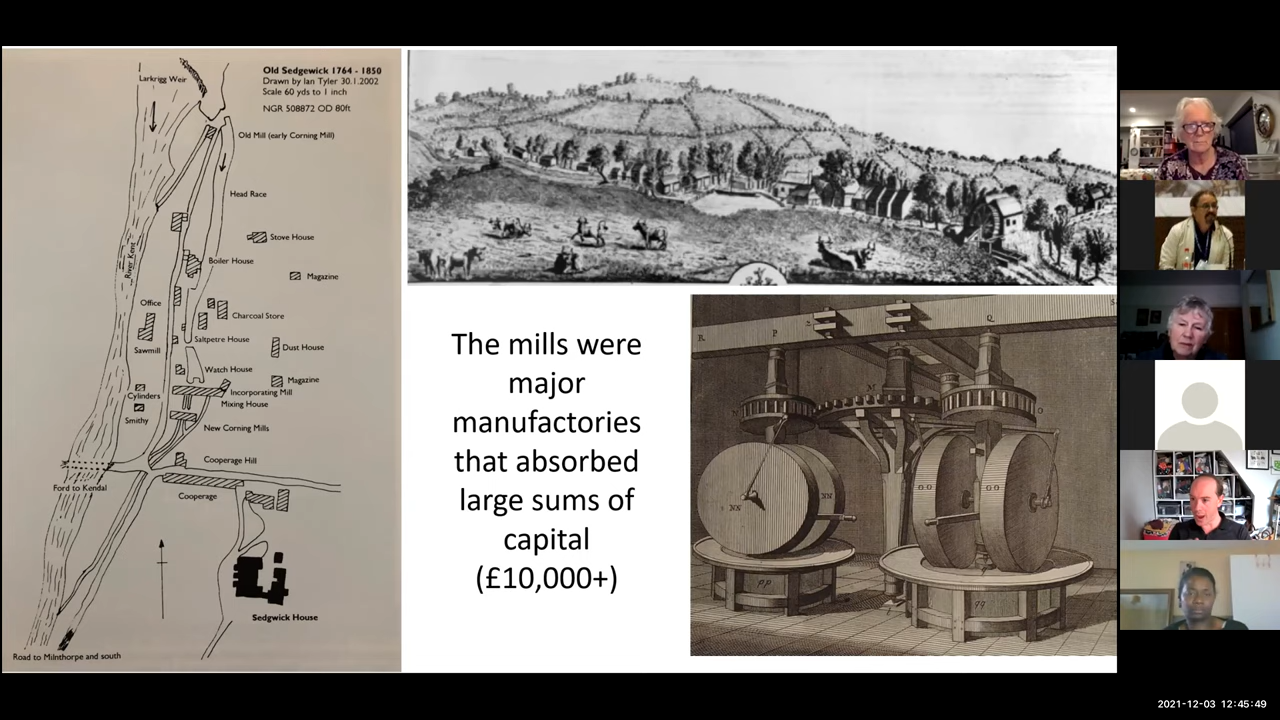 Larkrigg Weir
Old Sedgewick 1764 - 1850
Drawn by Ian Tyler 30.1.2002
Scale 60 yds to 1 inch
NGR 508872 OD 80ft
Old Mill (early Corning Mill)
Head Race
Stove House
River Kent
Boiler House
Magazine
Office
Charcoal Store
Saltpetre House
Sawmill
Dust House
Watch House
Magazine
Cylinders
Incorporating Mill
Mixing House
Smithy
New Corning Mills
Cooperage Hill
Ford to Kendal
Cooperage
Sedgwick House
Road to Milnthorpe and south
The mills were
major
manufactories
that absorbed
large sums of
capital
(£10,000+)
R
P
Q
M
N
O
NN
NN
PP
qq
2021-12-03 12:45:49